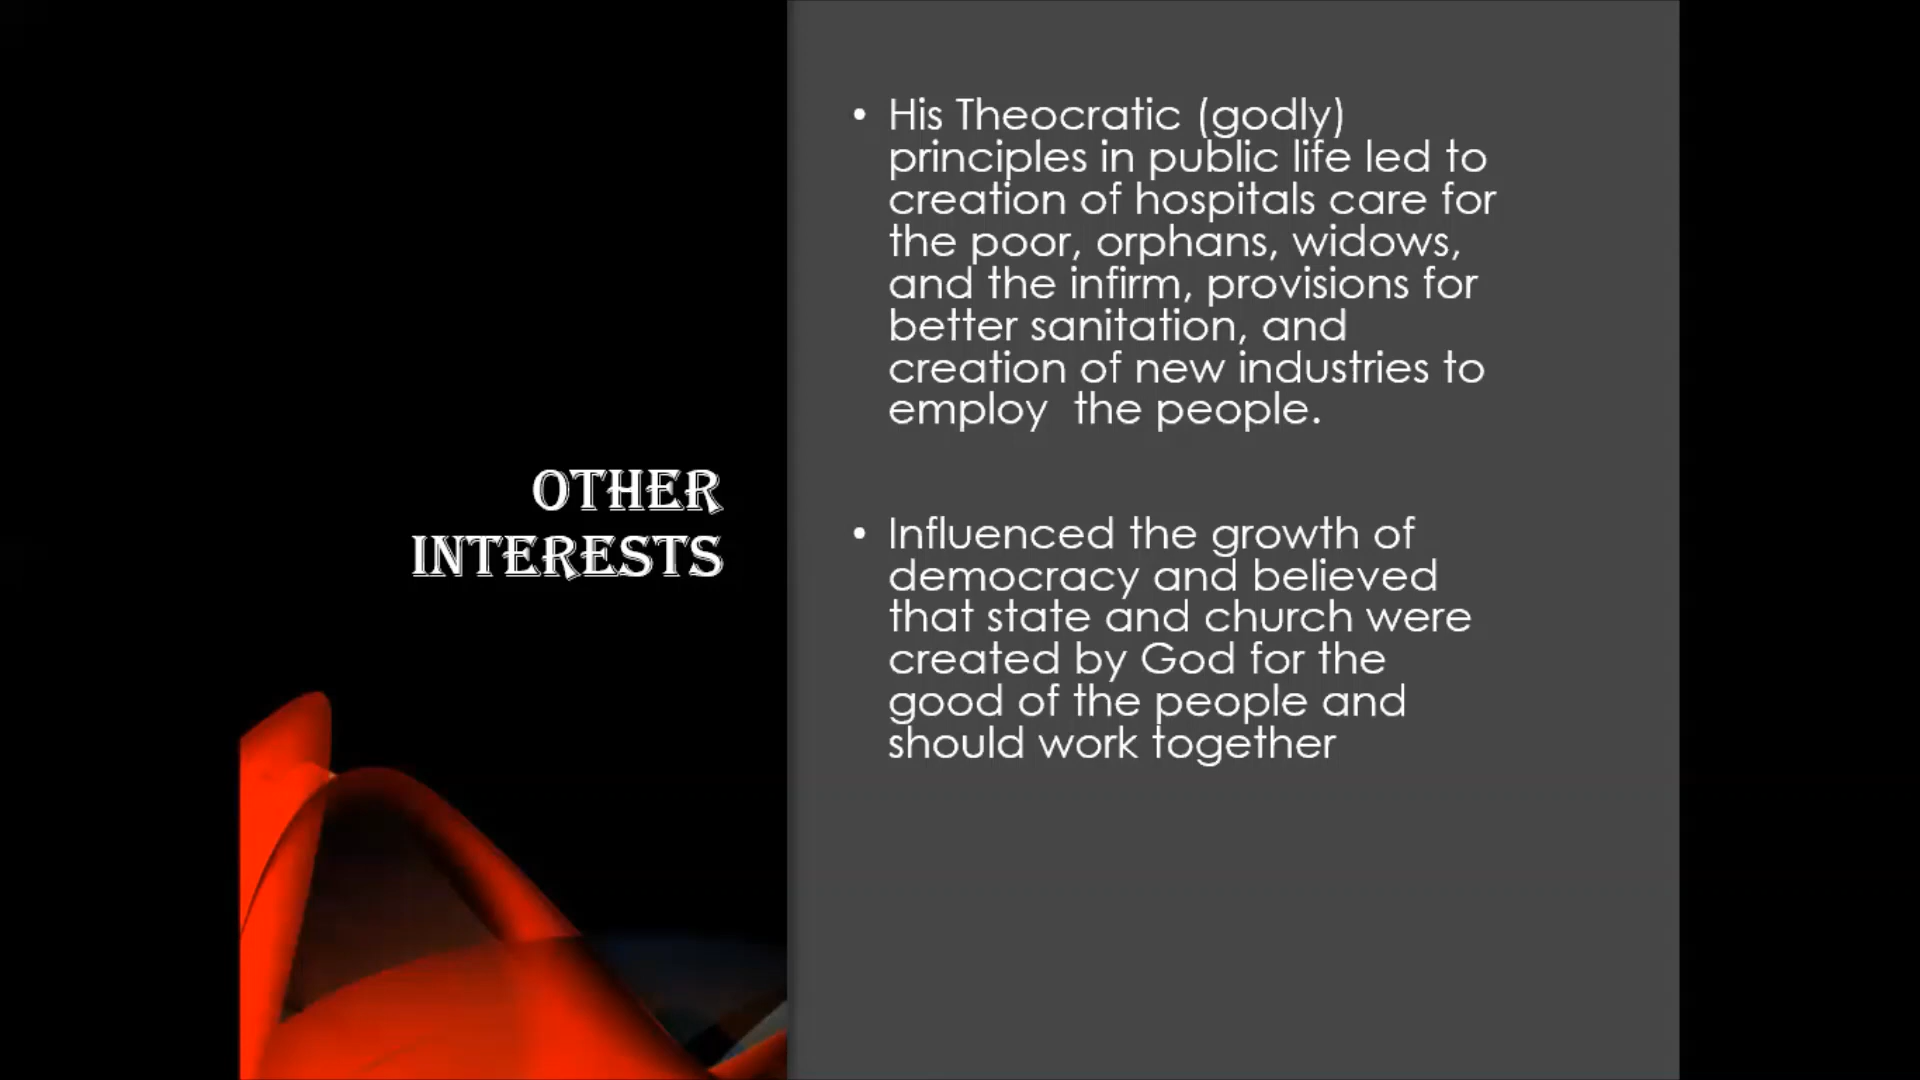 OTHER
INTERESTS
• His Theocratic (godly)
principles in public life led to
creation of hospitals care for
the poor, orphans, widows,
and the infirm, provisions for
better sanitation, and
creation of new industries to
employ  the people.
• Influenced the growth of
democracy and believed
that state and church were
created by God for the
good of the people and
should work together